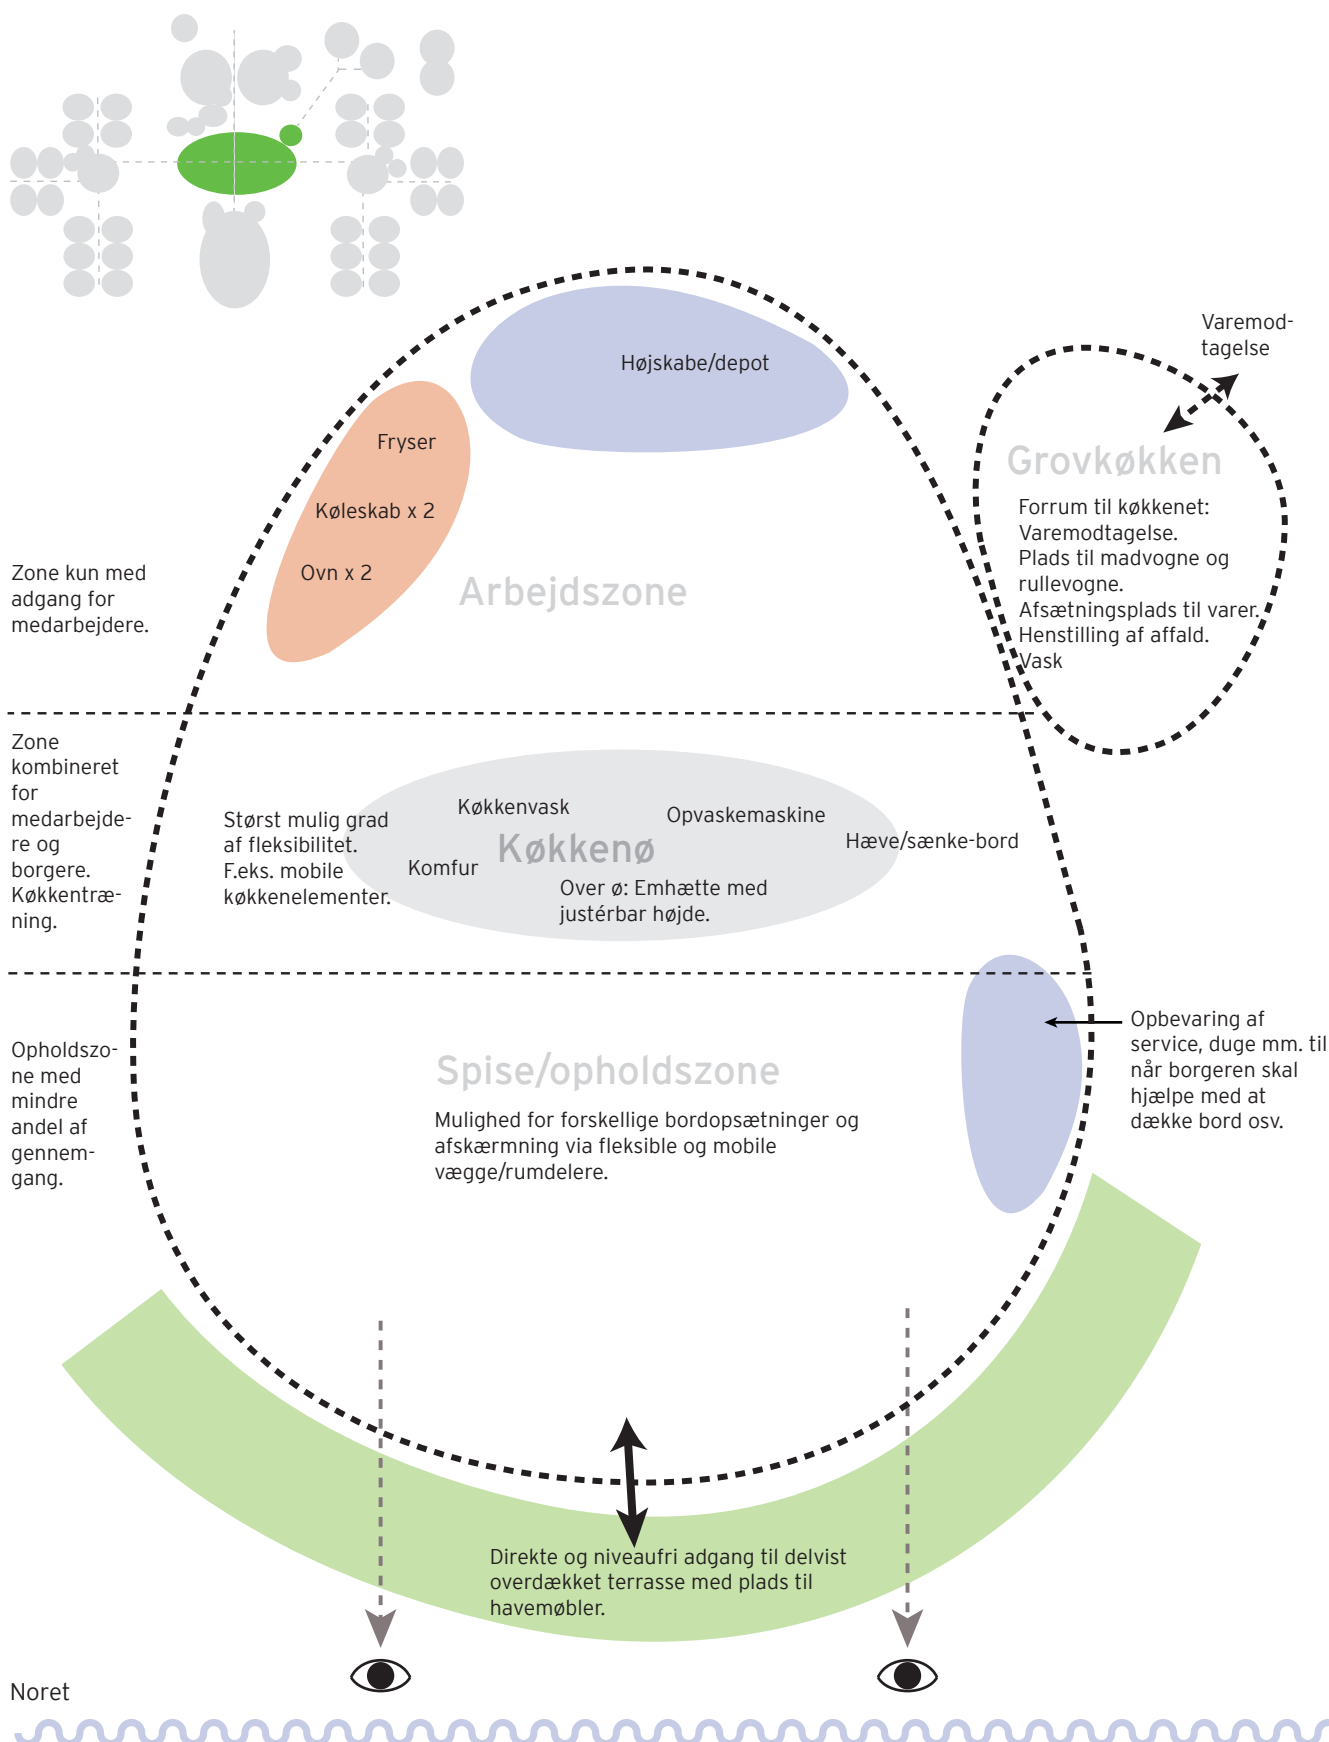 Varemod-
tagelse
Højskabe/depot
Fryser
Køleskab x 2
Ovn x 2
Grovkøkken
Forrum til køkkenet:
Varemodtagelse.
Plads til madvogne og
rullevogne.
Afsætningsplads til varer.
Henstilling af affald.
Vask
Zone kun med
adgang for
medarbejdere.
Arbejdszone
Zone
kombineret
for
medarbejde-
re og
borgere.
Køkkentræ-
ning.
Størst mulig grad
af fleksibilitet.
F.eks. mobile
køkkenelementer.
Køkkenvask
Opvaskemaskine
Køkkenø
Hæve/sænke-bord
Komfur
Over ø: Emhætte med
justérbar højde.
Opholdszo-
ne med
mindre
andel af
gennem-
gang.
Spise/opholdszone
Mulighed for forskellige bordopsætninger og
afskærmning via fleksible og mobile
vægge/rumdelere.
Opbevaring af
service, duge mm. til
når borgeren skal
hjælpe med at
dække bord osv.
Direkte og niveaufri adgang til delvist
overdækket terrasse med plads til
havemøbler.
Noret